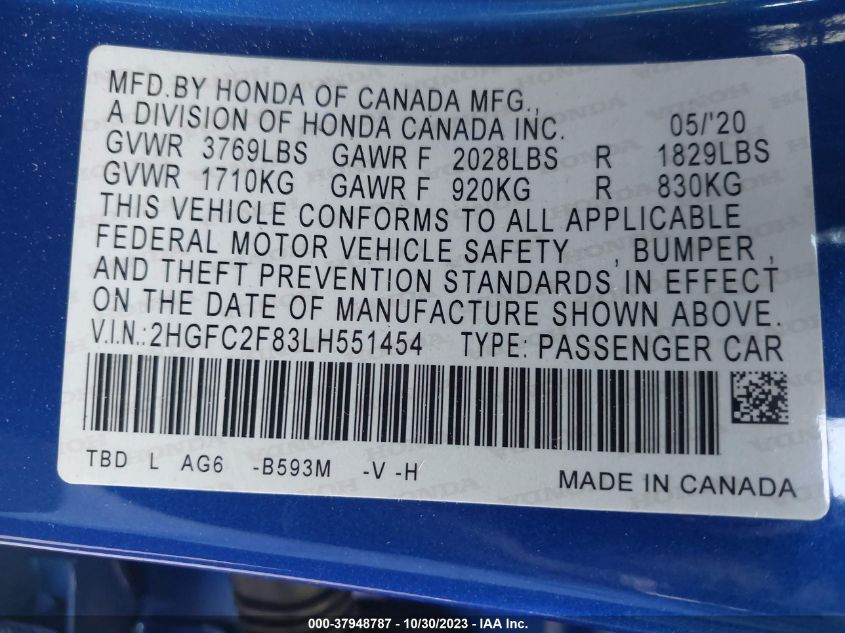 MFD.BY HONDA OF CANADA MFG.,
A DIVISION OF HONDA CANADA INC. 05/'20
GVWR 3769LBS GAWR F 2028LBS R 1829LBS
GVWR 1710KG GAWR F 920KG R 830KG
THIS VEHICLE CONFORMS TO ALL APPLICABLE
FEDERAL MOTOR VEHICLE SAFETY , BUMPER ,
AND THEFT PREVENTION STANDARDS IN EFFECT
ON THE DATE OF MANUFACTURE SHOWN ABOVE.
V.I.N.:2HGFC2F83LH551454 TYPE: PASSENGER CAR
TBD L AG6 -B593M -V -H
MADE IN CANADA
000-37948787 - 10/30/2023 - IAA Inc.